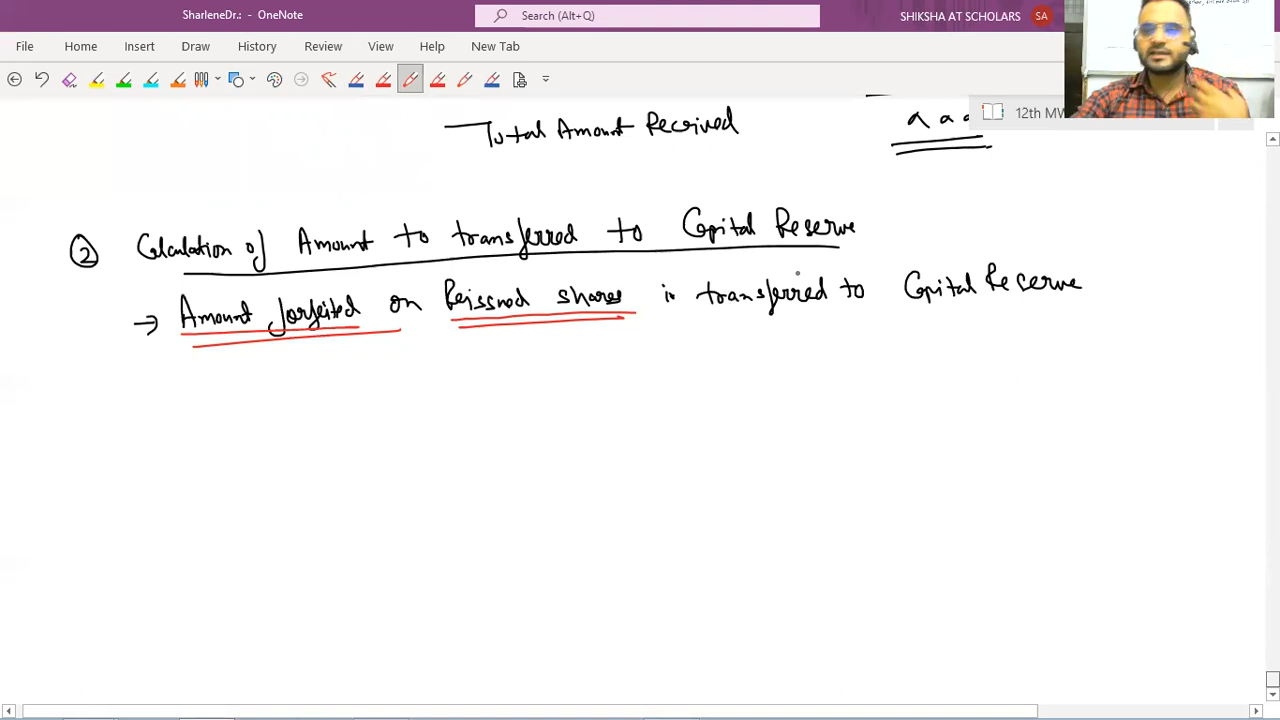 SharleneDr.: - OneNote
Search (Alt+Q)
SHIKSHA AT SCHOLARS SA
File Home Insert Draw History Review View Help New Tab
12th MW
Total Amount Received
② Calculation of Amount to transferred to Capital Reserve
→ Amount forfeited on Reissued shares is transferred to Capital Reserve